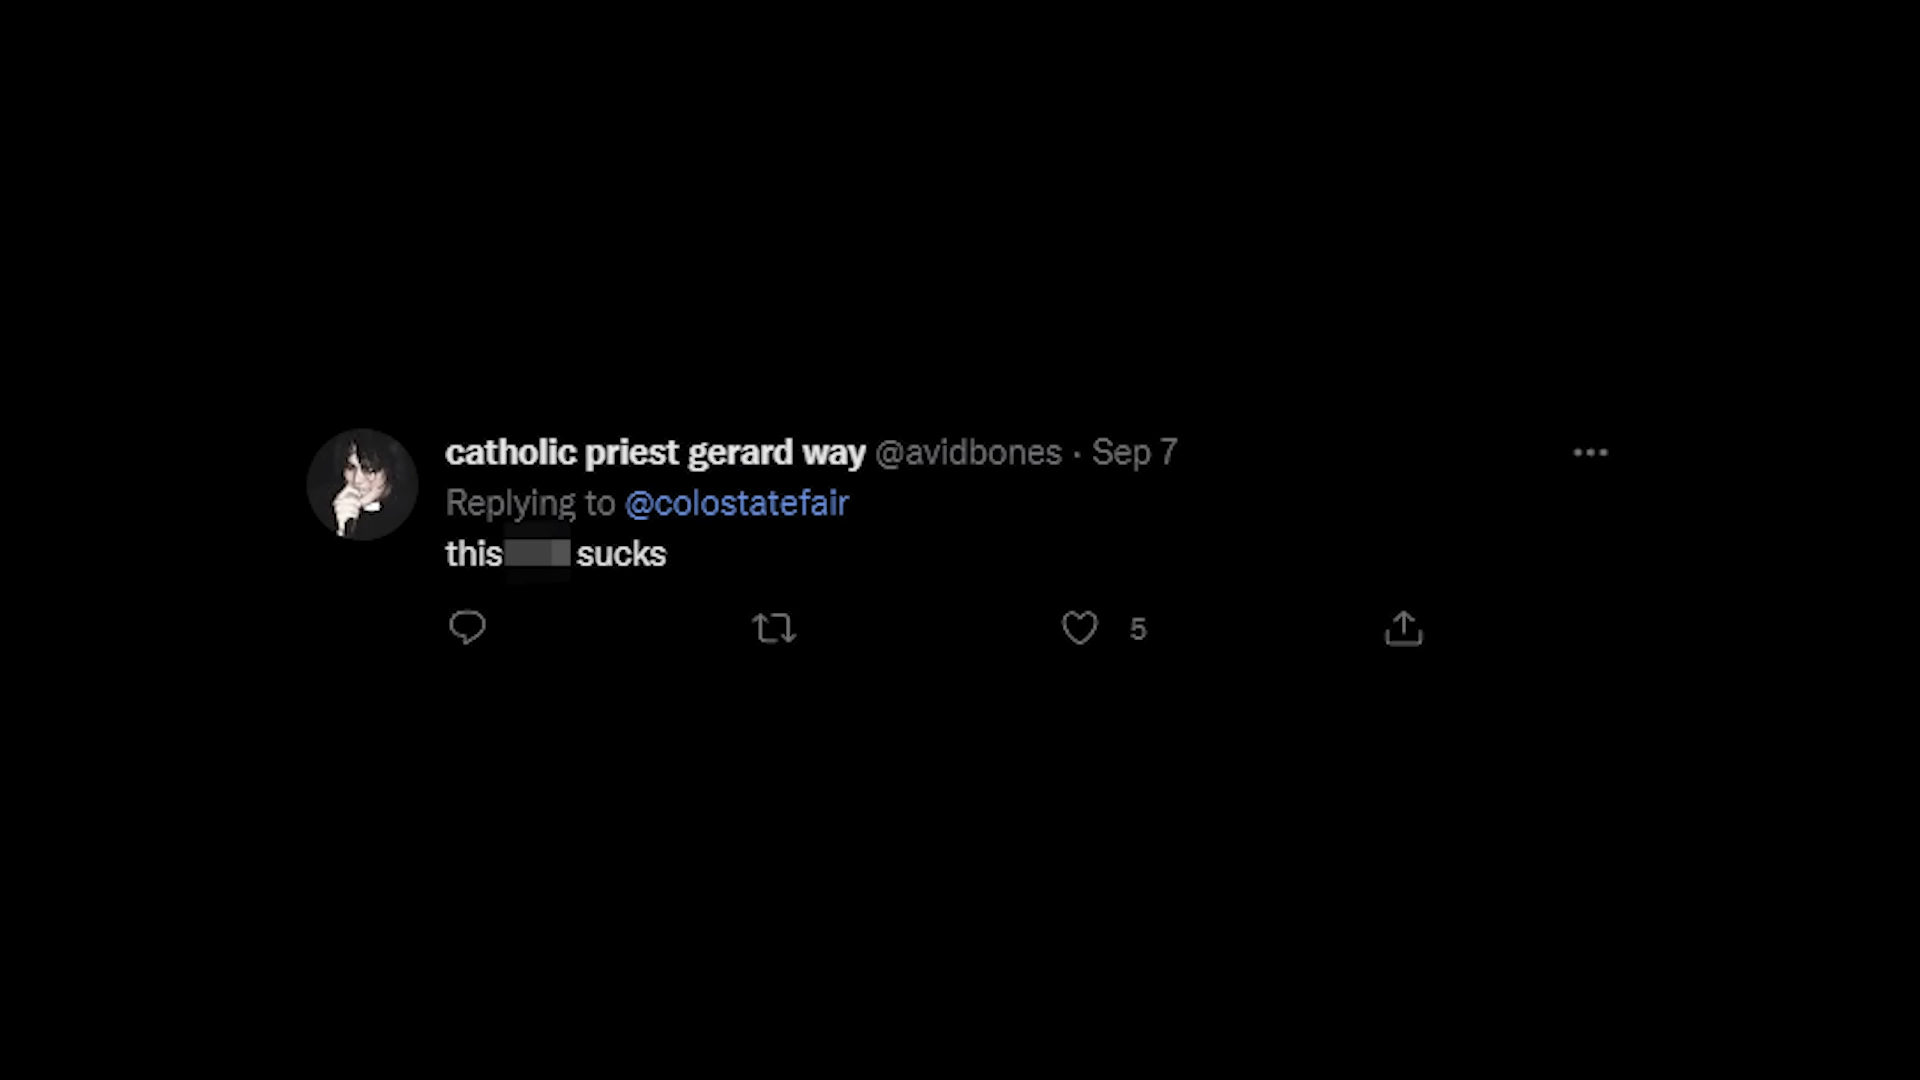 catholic priest gerard way @avidbones · Sep 7
Replying to @colostatefair
this sucks
5